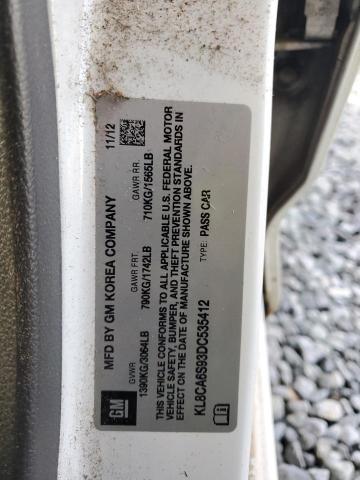 MFD BY GM KOREA COMPANY 11/12
GVWR GAWR FRT. GAWR RR.
1390KG/3064LB 790KG/1742LB 710KG/1565LB
THIS VEHICLE CONFORMS TO ALL APPLICABLE U.S. FEDERAL MOTOR
VEHICLE SAFETY, BUMPER, AND THEFT PREVENTION STANDARDS IN
EFFECT ON THE DATE OF MANUFACTURE SHOWN ABOVE.
KL8CA6S93DC535412 TYPE: PASS CAR
GM